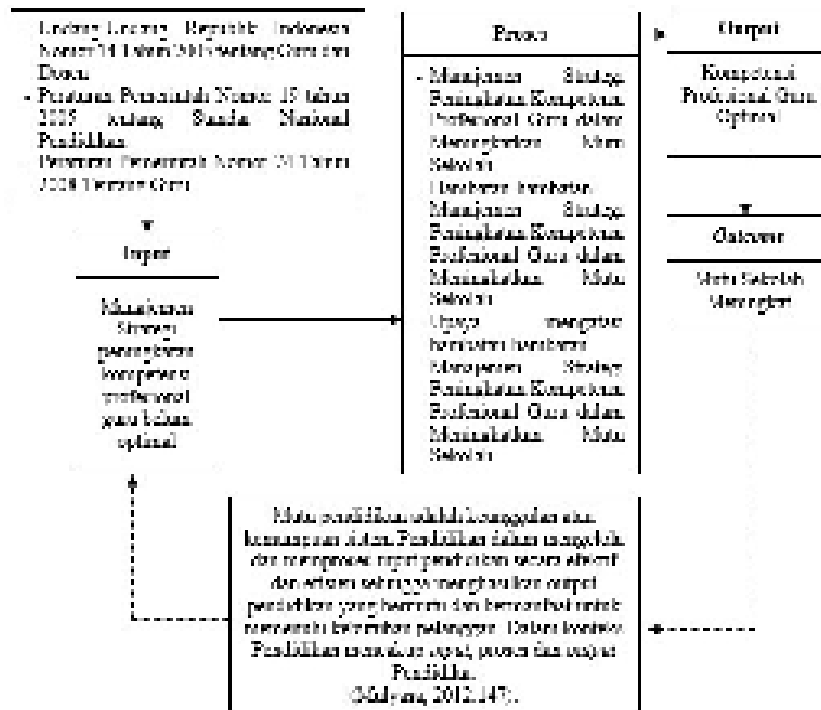 Undang-Undang Republik Indonesia
Nomor 14 Tahun 2005 tentang Guru dan
Dosen
- Peraturan Pemerintah Nomor 19 tahun
2005 tentang Standar Nasional
Pendidikan
Peraturan Pemerintah Nomor 74 Tahun
2008 Tentang Guru
Input
Manajemen
Strategi
peningkatan
kompetensi
profesional
guru belum
optimal
Proses
- Manajemen Strategi
Peningkatan Kompetensi
Profesional Guru dalam
Meningkatkan Mutu
Sekolah
Hambatan-hambatan
Manajemen Strategi
Peningkatan Kompetensi
Profesional Guru dalam
Meningkatkan Mutu
Sekolah
Upaya mengatasi
hambatan-hambatan
Manajemen Strategi
Peningkatan Kompetensi
Profesional Guru dalam
Meningkatkan Mutu
Sekolah
Output
Kompetensi
Profesional Guru
Optimal
Outcome
Mutu Sekolah
Meningkat
Mutu pendidikan adalah keunggulan atau
kemampuan sistem Pendidikan dalam mengelola
dan memproses input pendidikan secara efektif
dan efisien sehingga menghasilkan output
pendidikan yang bermutu dan bermanfaat untuk
memenuhi kebutuhan pelanggan. Dalam konteks
Pendidikan mencakup input, proses dan output
Pendidikan
(Mulyasa, 2012:147).